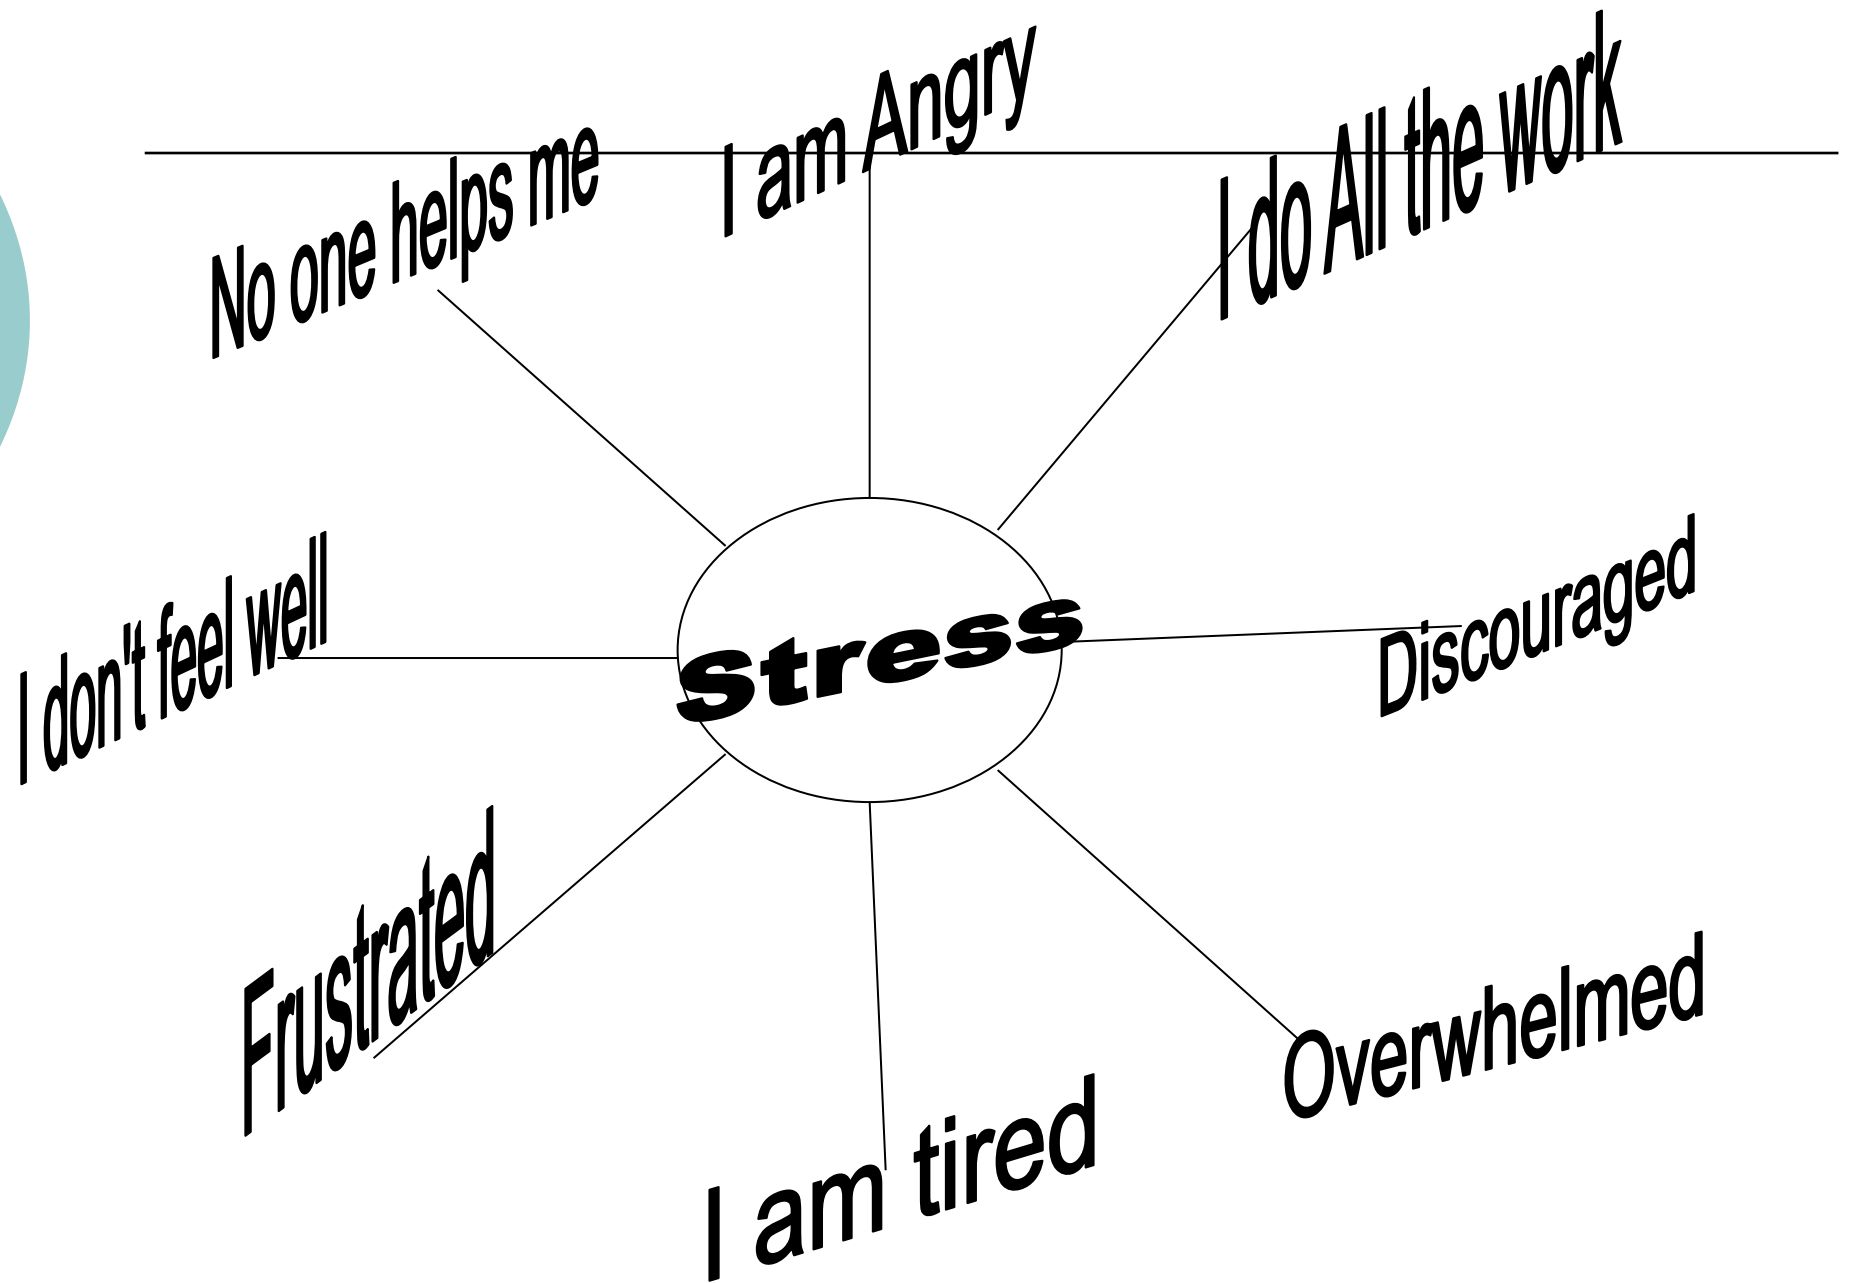 No one helps me
I am Angry
I do All the work
I don't feel well
Stress
Discouraged
Frustrated
I am tired
Overwhelmed